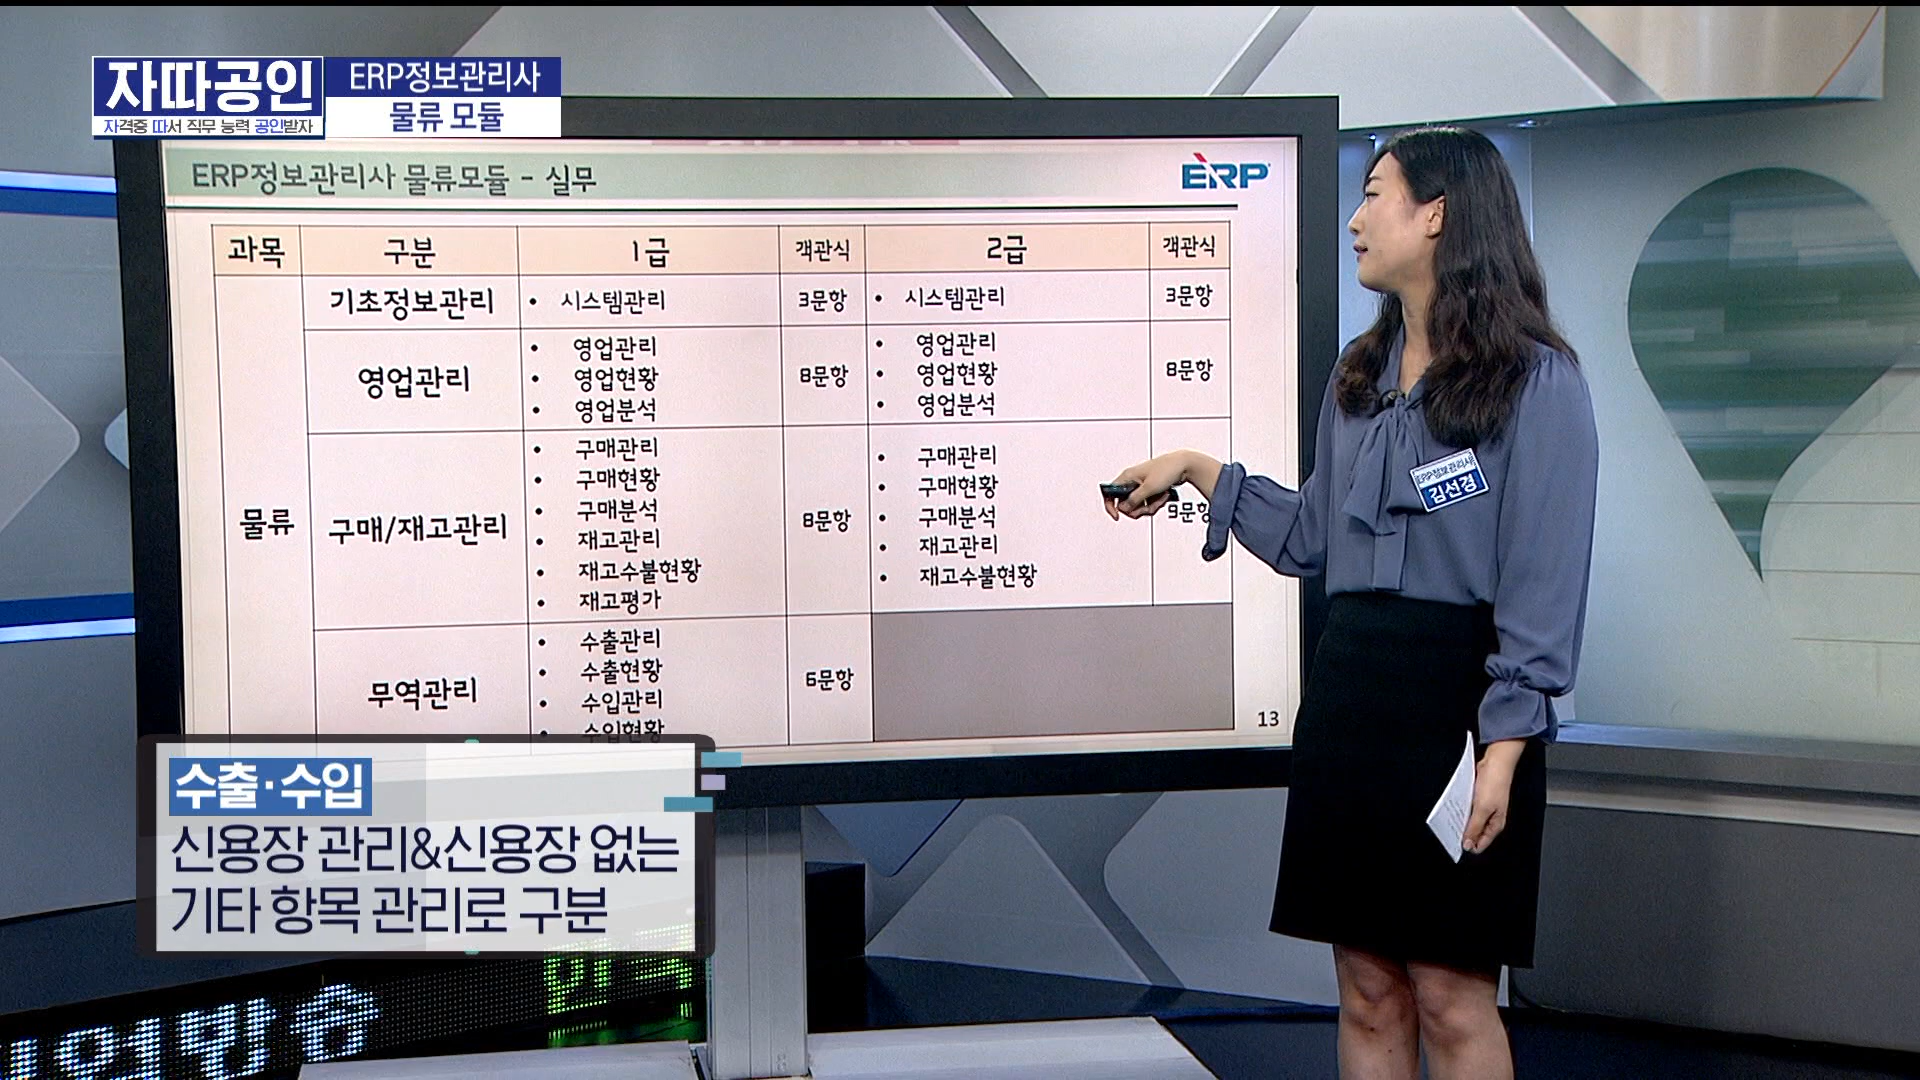 자따공인
자격증 따서 직무 능력 공인받자
ERP정보관리사
물류 모듈
ERP정보관리사 물류모듈 - 실무
ERP
과목 구분 1급 객관식 2급 객관식
물류
기초정보관리
• 시스템관리
3문항
• 시스템관리
3문항
영업관리
• 영업관리
• 영업현황
• 영업분석
8문항
• 영업관리
• 영업현황
• 영업분석
8문항
구매/재고관리
• 구매관리
• 구매현황
• 구매분석
• 재고관리
• 재고수불현황
• 재고평가
8문항
• 구매관리
• 구매현황
• 구매분석
• 재고관리
• 재고수불현황
9문항
무역관리
• 수출관리
• 수출현황
• 수입관리
• 수입현황
6문항
13
ERP정보관리사
김선경
수출·수입
신용장 관리&신용장 없는
기타 항목 관리로 구분